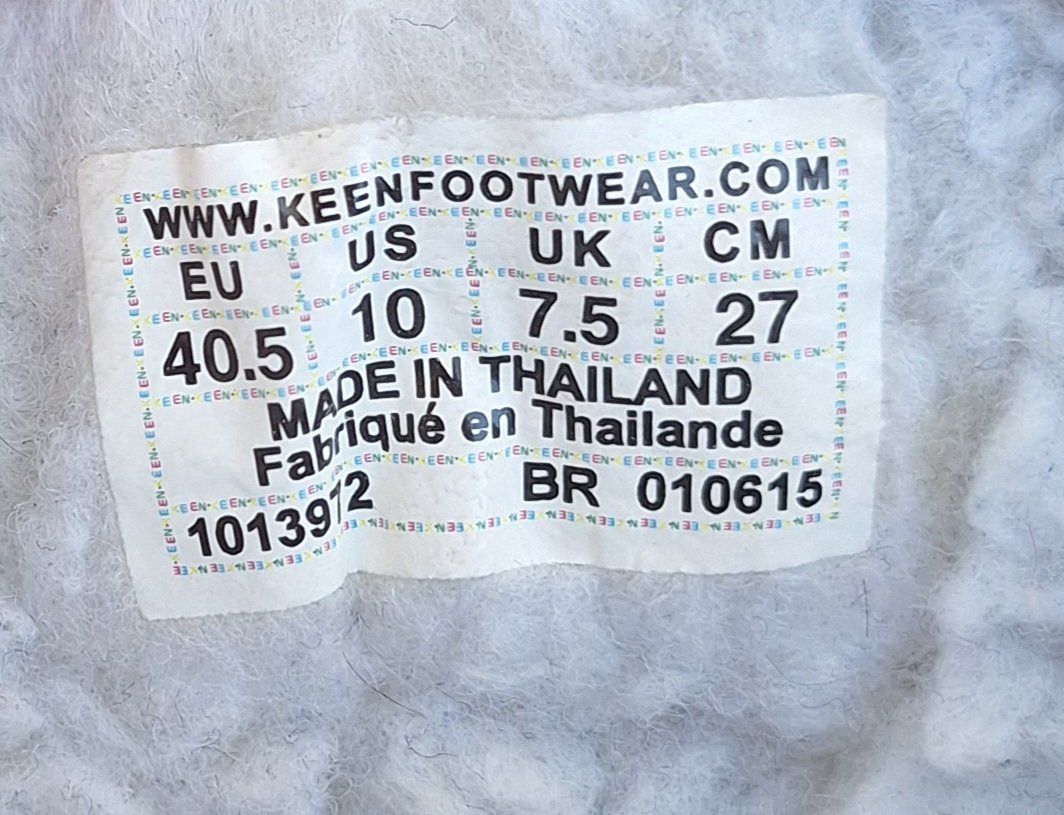 WWW.KEENFOOTWEAR.COM
EU US UK CM
40.5 10 7.5 27
MADE IN THAILAND
Fabriqué en Thailande
1013972 BR 010615